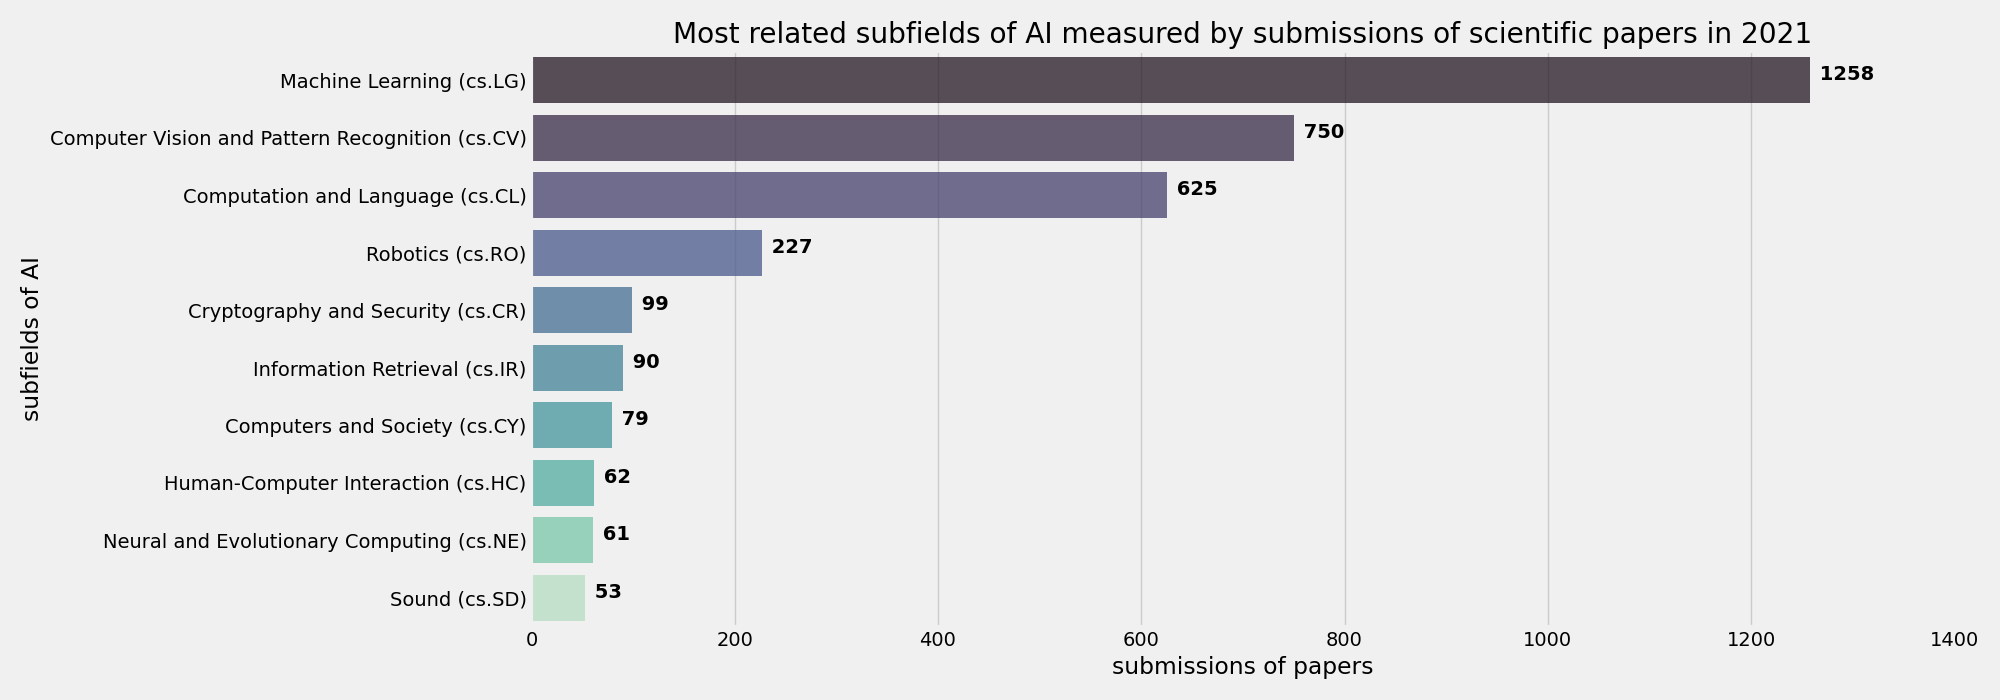 Most related subfields of AI measured by submissions of scientific papers in 2021
Machine Learning (cs.LG) 1258
Computer Vision and Pattern Recognition (cs.CV) 750
Computation and Language (cs.CL) 625
Robotics (cs.RO) 227
Cryptography and Security (cs.CR) 99
Information Retrieval (cs.IR) 90
Computers and Society (cs.CY) 79
Human-Computer Interaction (cs.HC) 62
Neural and Evolutionary Computing (cs.NE) 61
Sound (cs.SD) 53
subfields of AI
0 200 400 600 800 1000 1200 1400
submissions of papers